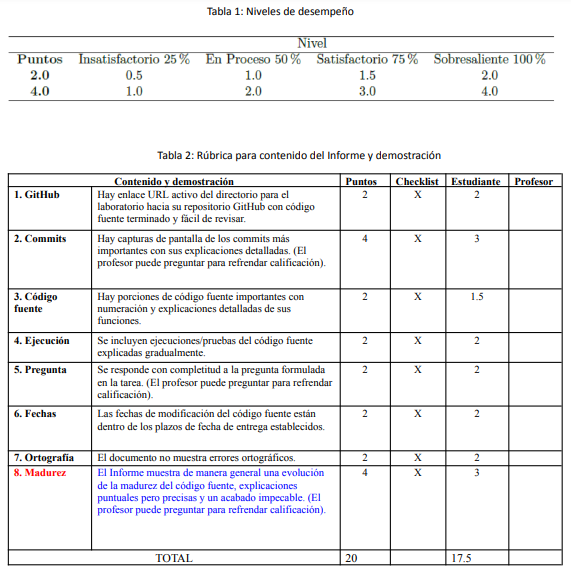 Tabla 1: Niveles de desempeño
Nivel
Puntos Insatisfactorio 25 % En Proceso 50 % Satisfactorio 75 % Sobresaliente 100 %
2.0 0.5 1.0 1.5 2.0
4.0 1.0 2.0 3.0 4.0
Tabla 2: Rúbrica para contenido del Informe y demostración
Contenido y demostración Puntos Checklist Estudiante Profesor
1. GitHub Hay enlace URL activo del directorio para el 2 X 2
laboratorio hacia su repositorio GitHub con código
fuente terminado y fácil de revisar.
2. Commits Hay capturas de pantalla de los commits más 4 X 3
importantes con sus explicaciones detalladas. (El
profesor puede preguntar para refrendar calificación).
3. Código Hay porciones de código fuente importantes con 2 X 1.5
fuente numeración y explicaciones detalladas de sus
funciones.
4. Ejecución Se incluyen ejecuciones/pruebas del código fuente 2 X 2
explicadas gradualmente.
5. Pregunta Se responde con completitud a la pregunta formulada 2 X 2
en la tarea. (El profesor puede preguntar para refrendar
calificación).
6. Fechas Las fechas de modificación del código fuente están 2 X 2
dentro de los plazos de fecha de entrega establecidos.
7. Ortografía El documento no muestra errores ortográficos. 2 X 2
8. Madurez El Informe muestra de manera general una evolución 4 X 3
de la madurez del código fuente, explicaciones
puntuales pero precisas y un acabado impecable. (El
profesor puede preguntar para refrendar calificación).
TOTAL 20 17.5